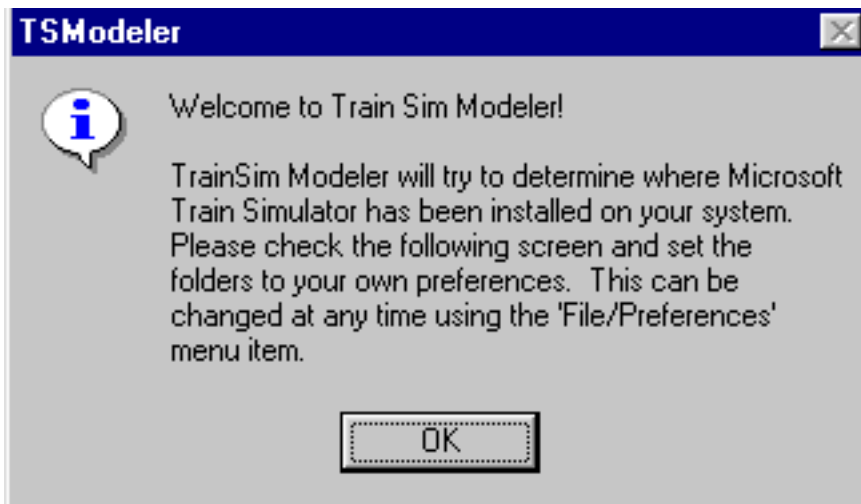 TSModeler
Welcome to Train Sim Modeler!
TrainSim Modeler will try to determine where Microsoft
Train Simulator has been installed on your system.
Please check the following screen and set the
folders to your own preferences.  This can be
changed at any time using the 'File/Preferences'
menu item.
OK